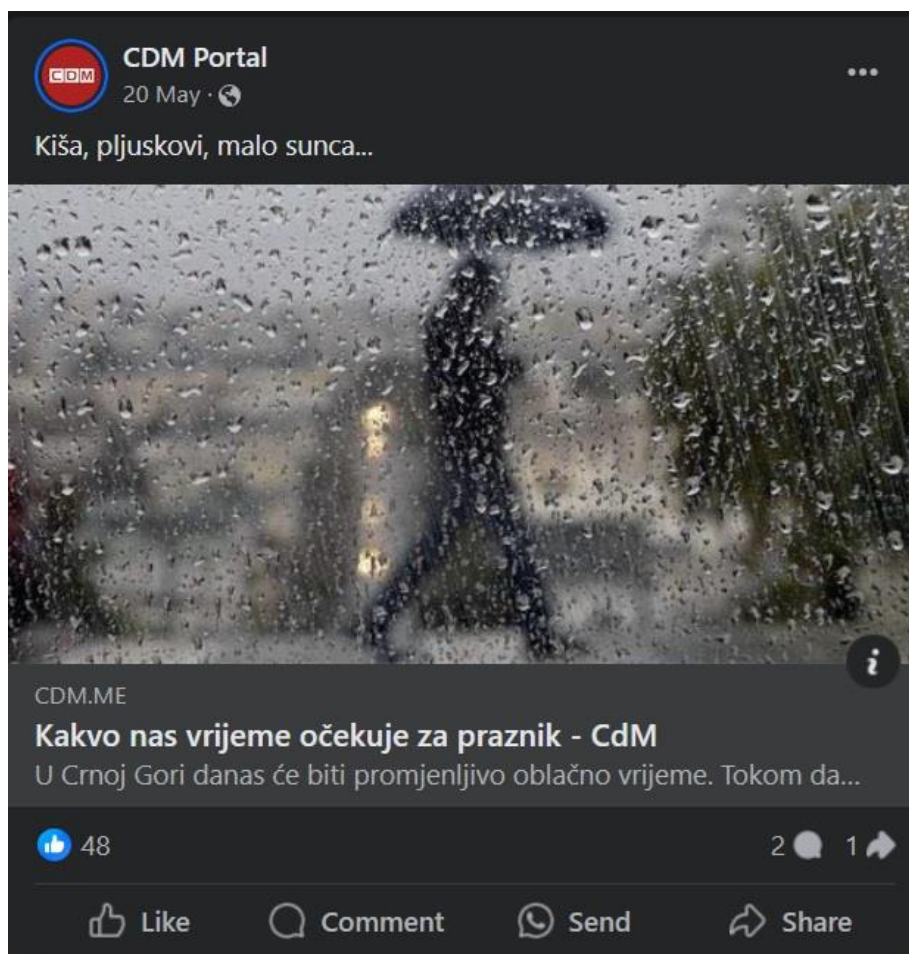 CDM
CDM Portal
20 May ·
Kiša, pljuskovi, malo sunca...
CDM.ME
Kakvo nas vrijeme očekuje za praznik - CdM
U Crnoj Gori danas će biti promjenljivo oblačno vrijeme. Tokom da...
48
2 1
Like Comment Send Share